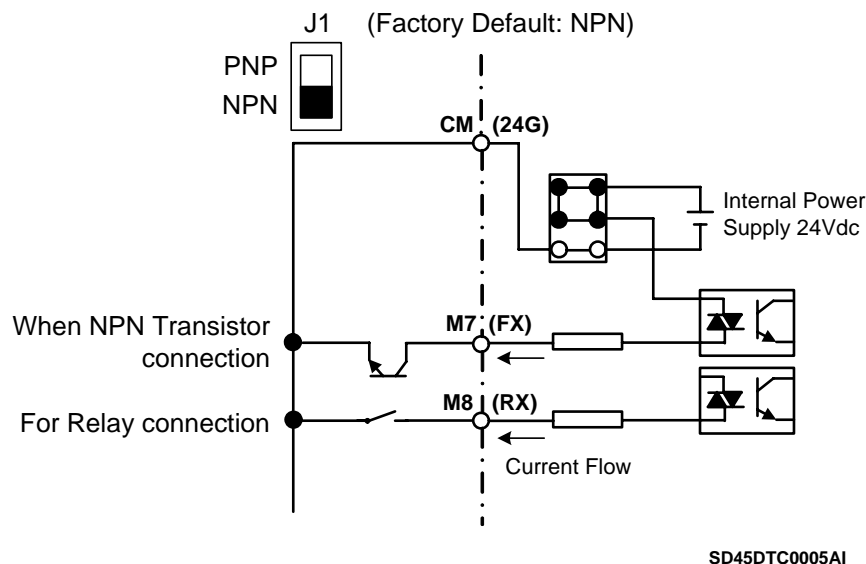 J1 (Factory Default: NPN)
PNP
NPN
CM (24G)
Internal Power
Supply 24Vdc
When NPN Transistor
connection
M7 (FX)
M8 (RX)
For Relay connection
Current Flow
SD45DTC0005AI